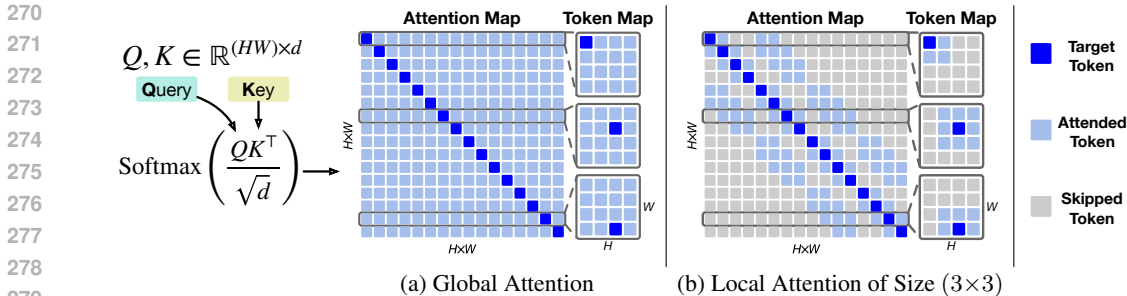 270
271
272
273
274
275
276
277
278
Q, K ∈ ℝ^{(HW)×d}
Query Key
Softmax(QK^⊤/√d)
Attention Map Token Map
H×W
H×W
W
H
(a) Global Attention
Attention Map Token Map
H×W
H×W
W
H
(b) Local Attention of Size (3×3)
Target
Token
Attended
Token
Skipped
Token